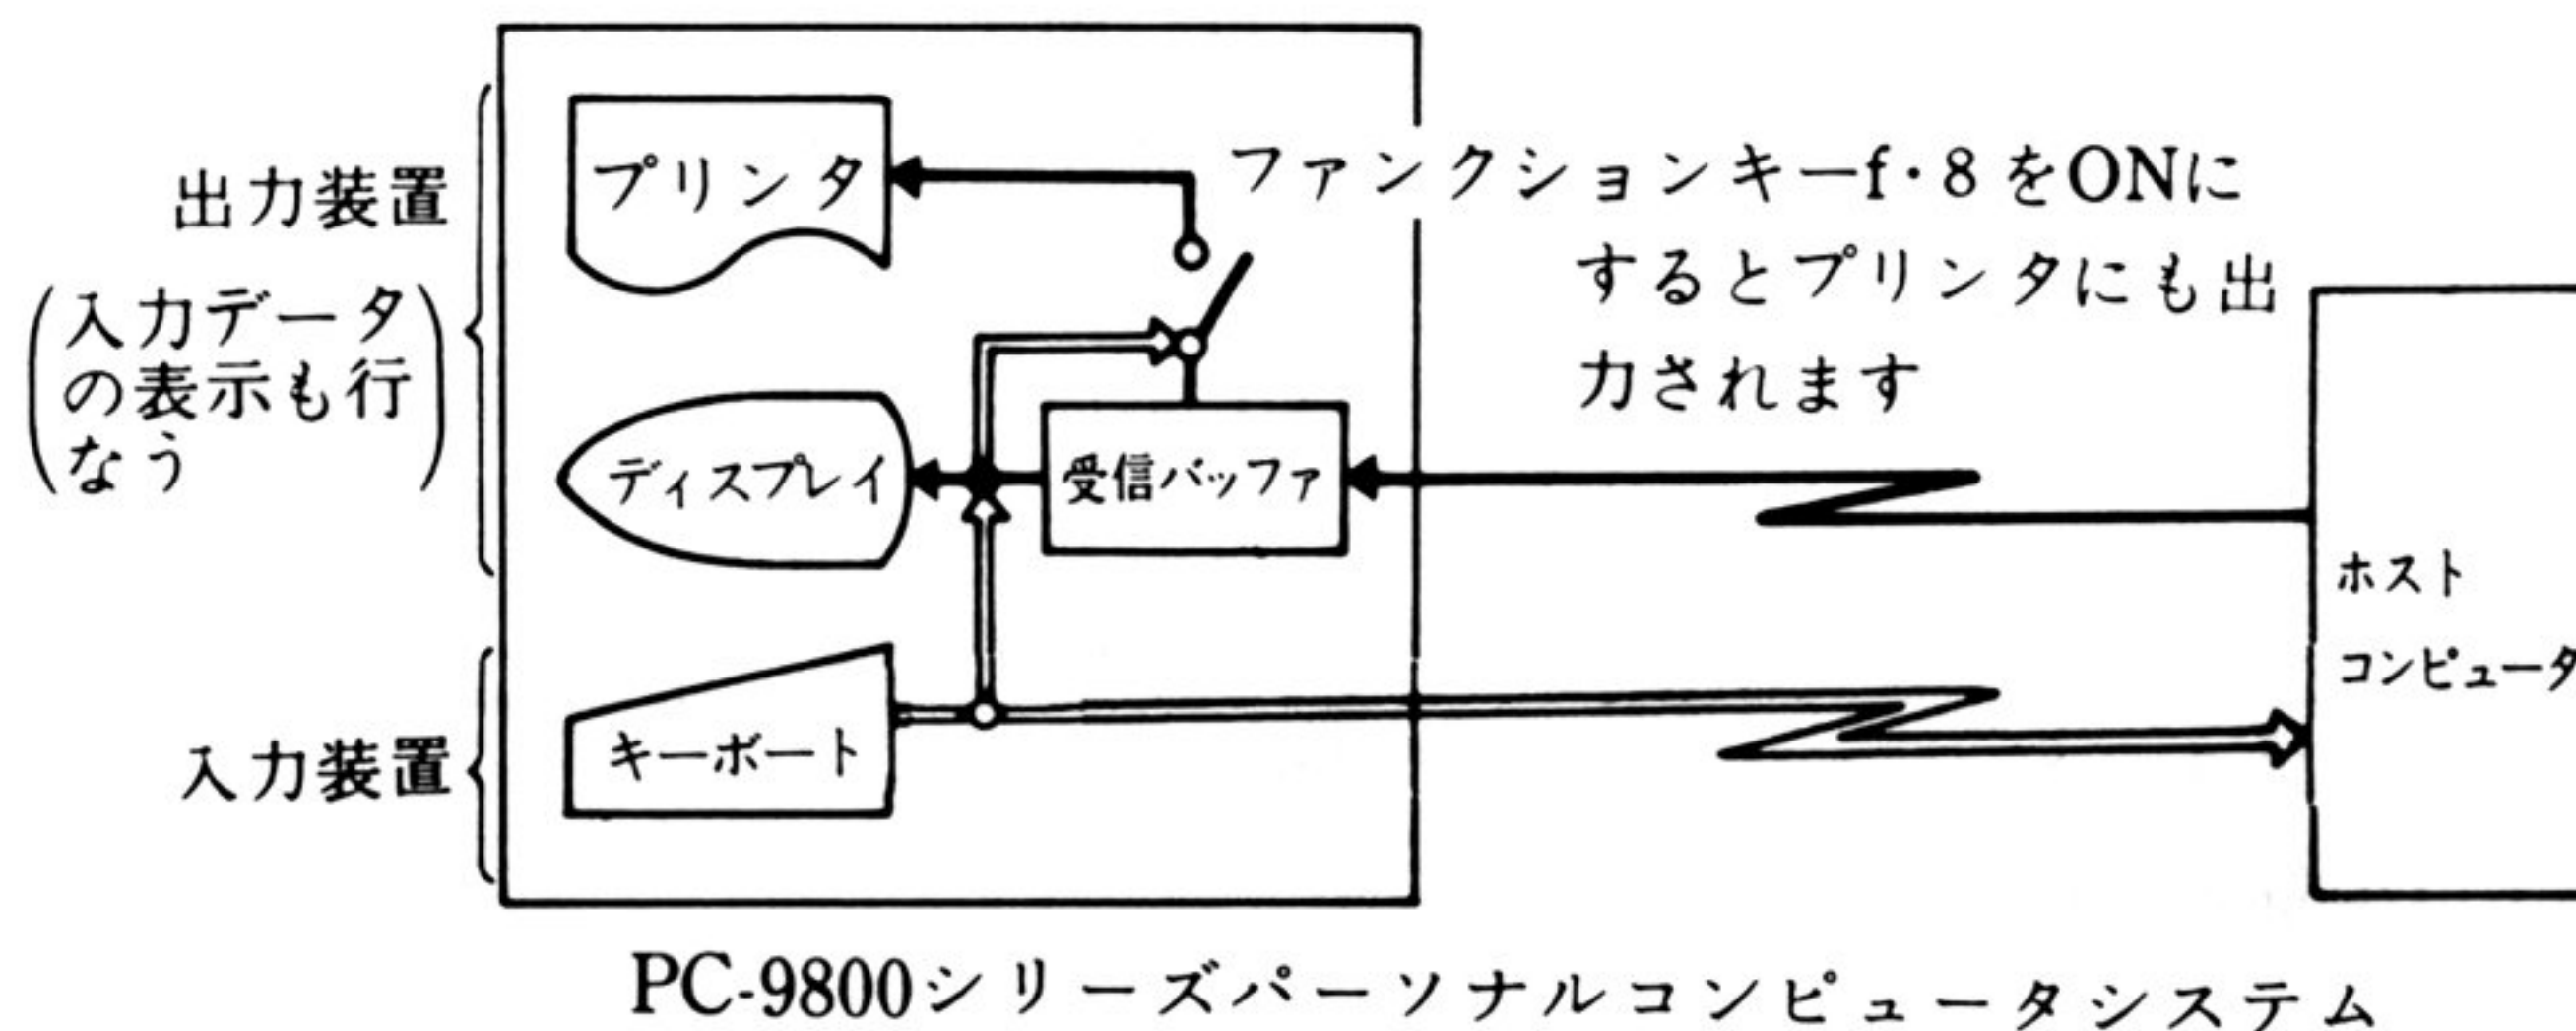 出力装置
入力データ
の表示も行
なう
入力装置
プリンタ
ディスプレイ
受信バッファ
キーボート
ファンクションキーf・8をONに
するとプリンタにも出
力されます
ホスト
コンピュータ
PC-9800シリーズパーソナルコンピュータシステム